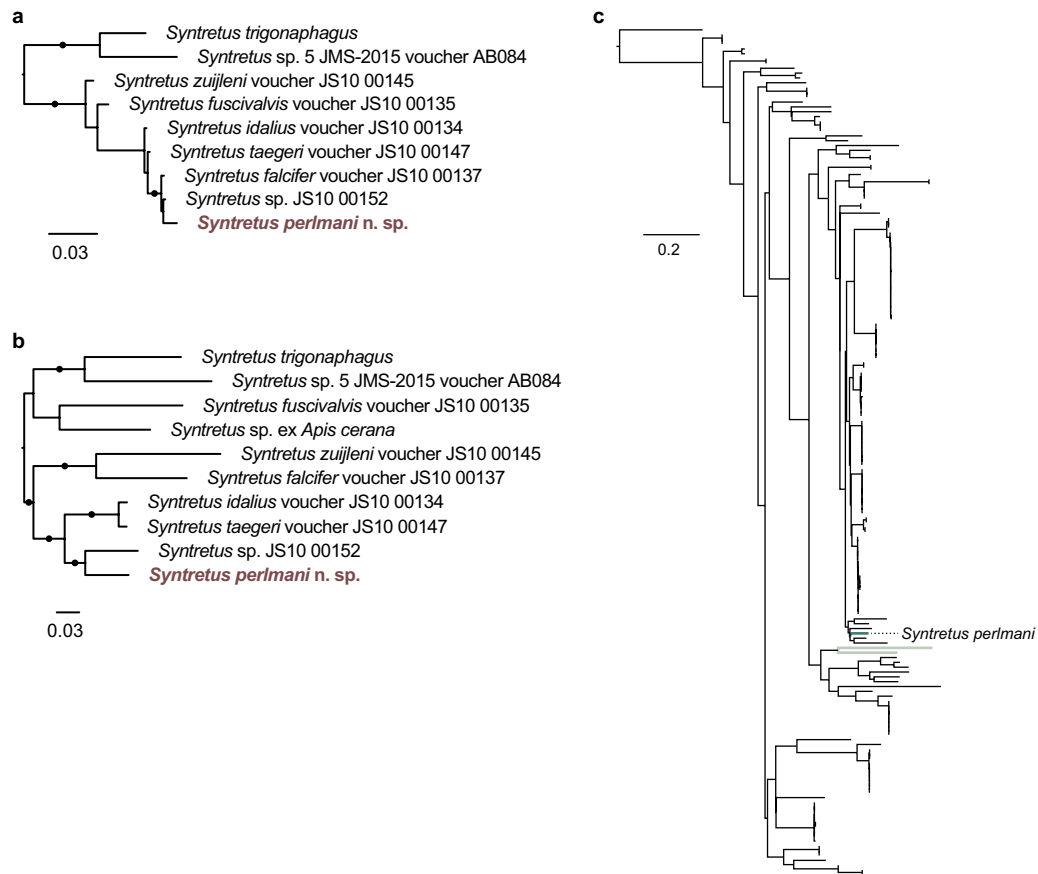 a
Syntretus trigonaphagus
Syntretus sp. 5 JMS-2015 voucher AB084
Syntretus zuijleni voucher JS10 00145
Syntretus fuscivalvis voucher JS10 00135
Syntretus idalius voucher JS10 00134
Syntretus taegeri voucher JS10 00147
Syntretus falcifer voucher JS10 00137
Syntretus sp. JS10 00152
Syntretus perlmani n. sp.
0.03
b
Syntretus trigonaphagus
Syntretus sp. 5 JMS-2015 voucher AB084
Syntretus fuscivalvis voucher JS10 00135
Syntretus sp. ex Apis cerana
Syntretus zuijleni voucher JS10 00145
Syntretus falcifer voucher JS10 00137
Syntretus idalius voucher JS10 00134
Syntretus taegeri voucher JS10 00147
Syntretus sp. JS10 00152
Syntretus perlmani n. sp.
0.03
c
0.2
Syntretus perlmani